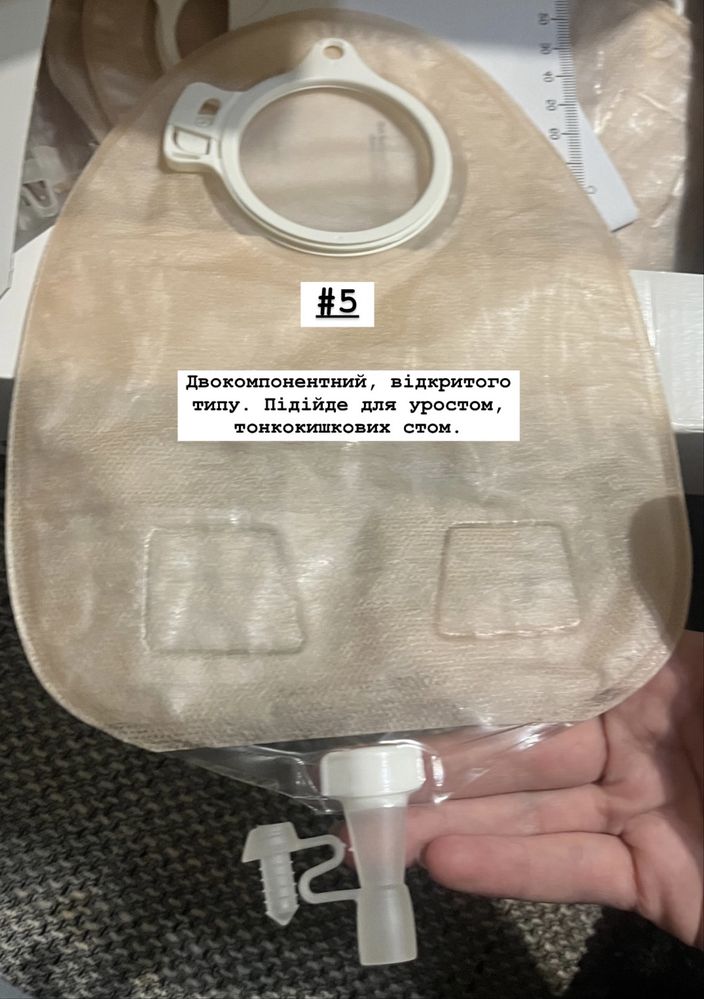 #5
Двокомпонентний, відкритого
типу. Підійде для уростом,
тонкокишкових стом.